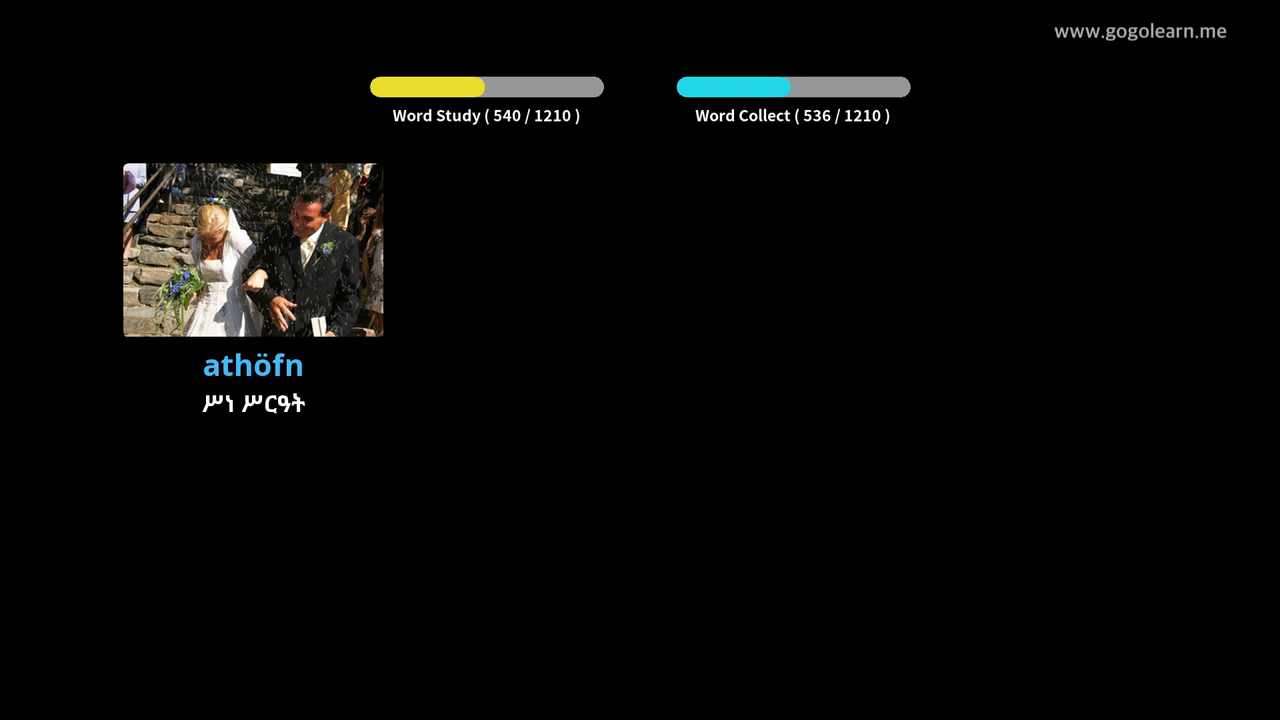 www.gogolearn.me
Word Study ( 540 / 1210 )
Word Collect ( 536 / 1210 )
athöfn
ሥነ ሥርዓት